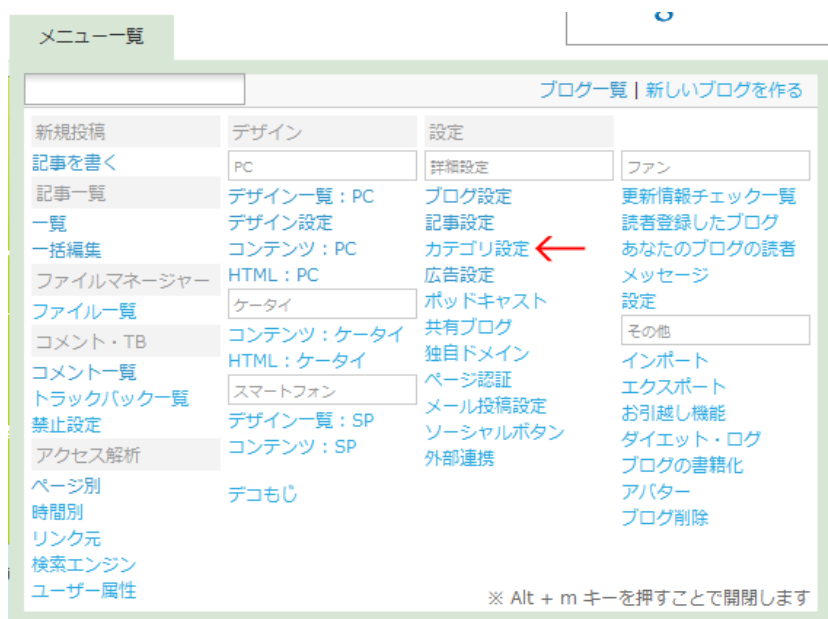 メニュー一覧
ブログ一覧 | 新しいブログを作る
新規投稿
記事を書く
記事一覧
一覧
一括編集
ファイルマネージャー
ファイル一覧
コメント・TB
コメント一覧
トラックバック一覧
禁止設定
アクセス解析
ページ別
時間別
リンク元
検索エンジン
ユーザー属性
デザイン
PC
デザイン一覧：PC
デザイン設定
コンテンツ：PC
HTML：PC
ケータイ
コンテンツ：ケータイ
HTML：ケータイ
スマートフォン
デザイン一覧：SP
コンテンツ：SP
デコもじ
設定
詳細設定
ブログ設定
記事設定
カテゴリ設定
広告設定
ポッドキャスト
共有ブログ
独自ドメイン
ページ認証
メール投稿設定
ソーシャルボタン
外部連携
ファン
更新情報チェック一覧
読者登録したブログ
あなたのブログの読者
メッセージ
設定
その他
インポート
エクスポート
お引越し機能
ダイエット・ログ
ブログの書籍化
アバター
ブログ削除
※ Alt + m キーを押すことで開閉します